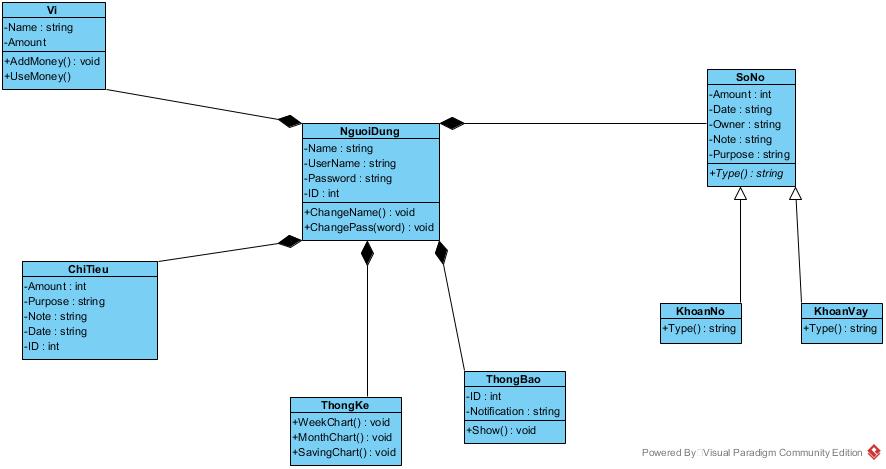 Vi
-Name : string
-Amount
+AddMoney() : void
+UseMoney()
SoNo
-Amount : int
-Date : string
-Owner : string
-Note : string
-Purpose : string
+Type() : string
NguoiDung
-Name : string
-UserName : string
-Password : string
-ID : int
+ChangeName() : void
+ChangePass(word) : void
ChiTieu
-Amount : int
-Purpose : string
-Note : string
-Date : string
-ID : int
KhoanNo
+Type() : string
KhoanVay
+Type() : string
ThongKe
+WeekChart() : void
+MonthChart() : void
+SavingChart() : void
ThongBao
-ID : int
-Notification : string
+Show() : void
Powered By Visual Paradigm Community Edition